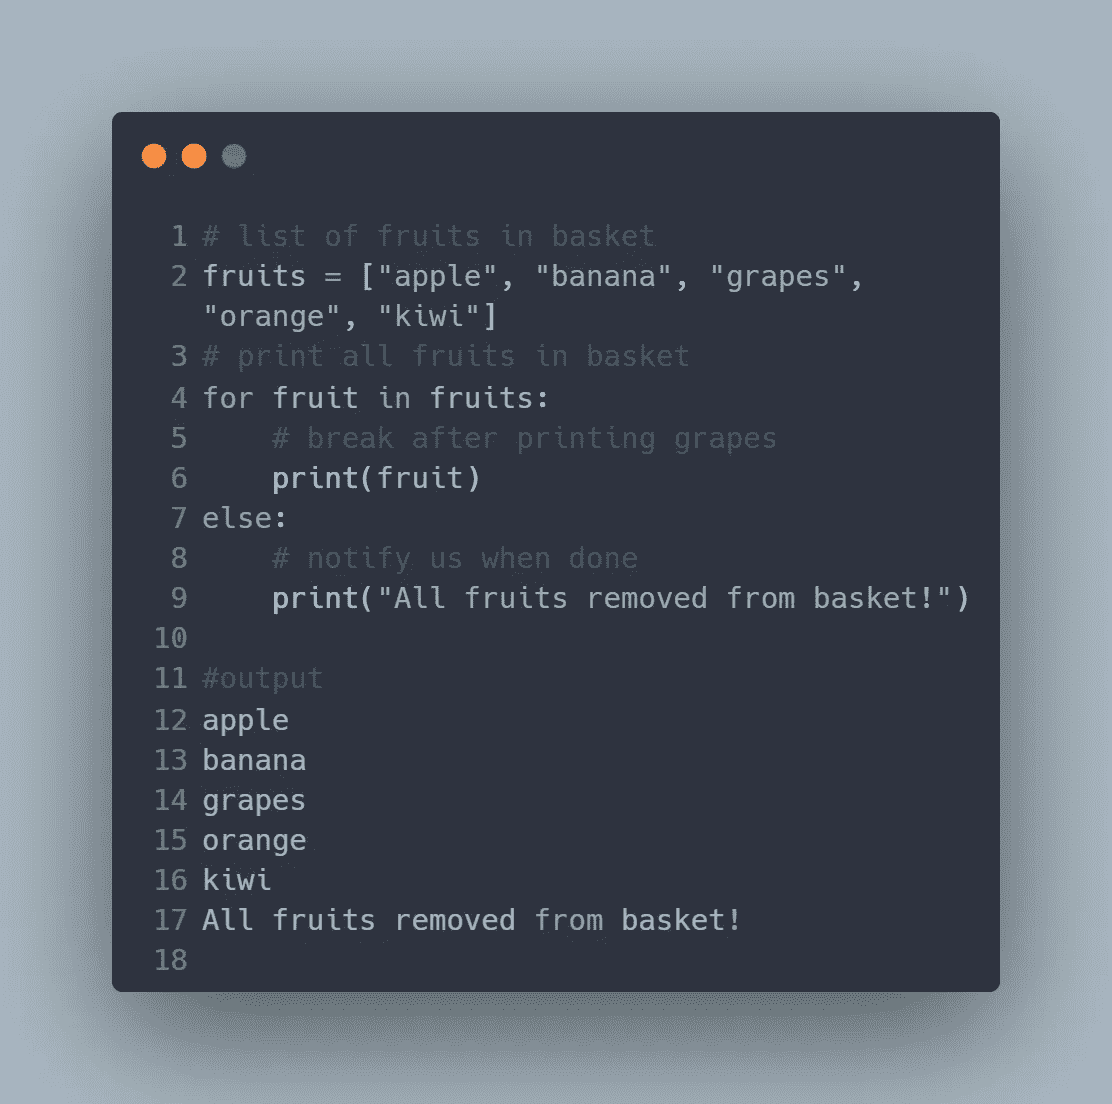 1 # list of fruits in basket
2 fruits = ["apple", "banana", "grapes",
"orange", "kiwi"]
3 # print all fruits in basket
4 for fruit in fruits:
5     # break after printing grapes
6     print(fruit)
7 else:
8     # notify us when done
9     print("All fruits removed from basket!")
10
11 #output
12 apple
13 banana
14 grapes
15 orange
16 kiwi
17 All fruits removed from basket!
18